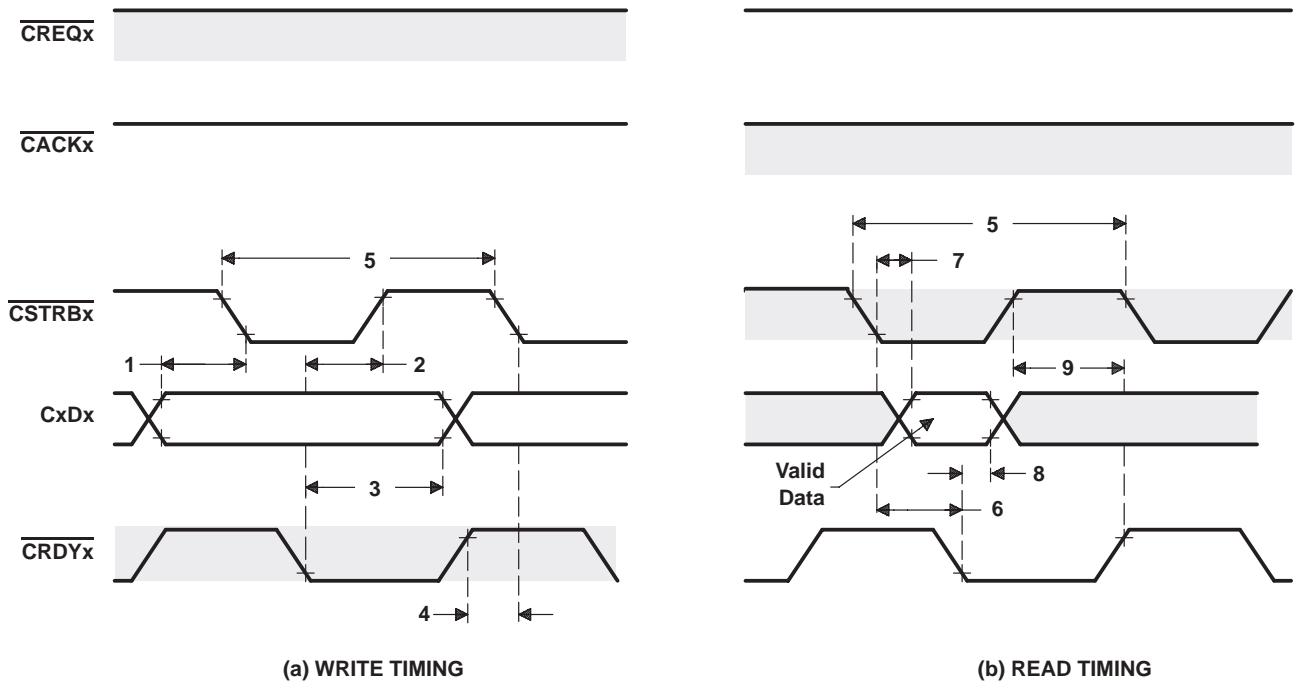 CREQx
CACKx
5
5
7
CSTRBx
1
2
9
CxDx
Valid
Data
8
3
6
CRDYx
4
(a) WRITE TIMING
(b) READ TIMING